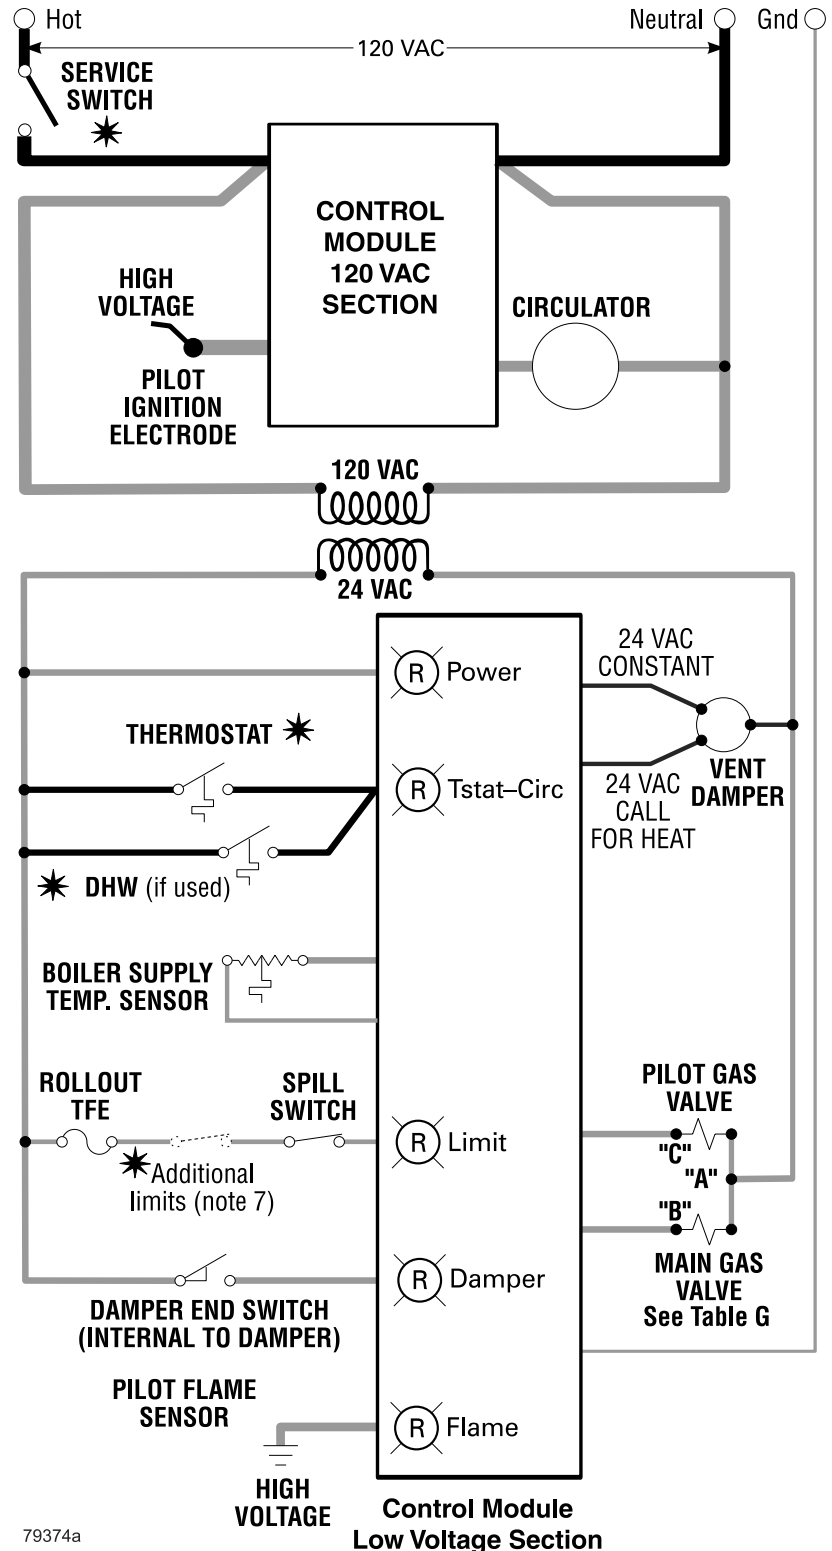 Hot
Neutral
Gnd
120 VAC
SERVICE
SWITCH
CONTROL
MODULE
120 VAC
SECTION
HIGH
VOLTAGE
CIRCULATOR
PILOT
IGNITION
ELECTRODE
120 VAC
24 VAC
R Power
24 VAC
CONSTANT
THERMOSTAT
R Tstat–Circ
VENT
DAMPER
24 VAC
CALL
FOR HEAT
DHW (if used)
BOILER SUPPLY
TEMP. SENSOR
ROLLOUT
TFE
SPILL
SWITCH
PILOT GAS
VALVE
R Limit
"C"
"A"
Additional
limits (note 7)
"B"
MAIN GAS
VALVE
See Table G
R Damper
DAMPER END SWITCH
(INTERNAL TO DAMPER)
PILOT FLAME
SENSOR
R Flame
HIGH
VOLTAGE
Control Module
Low Voltage Section
79374a